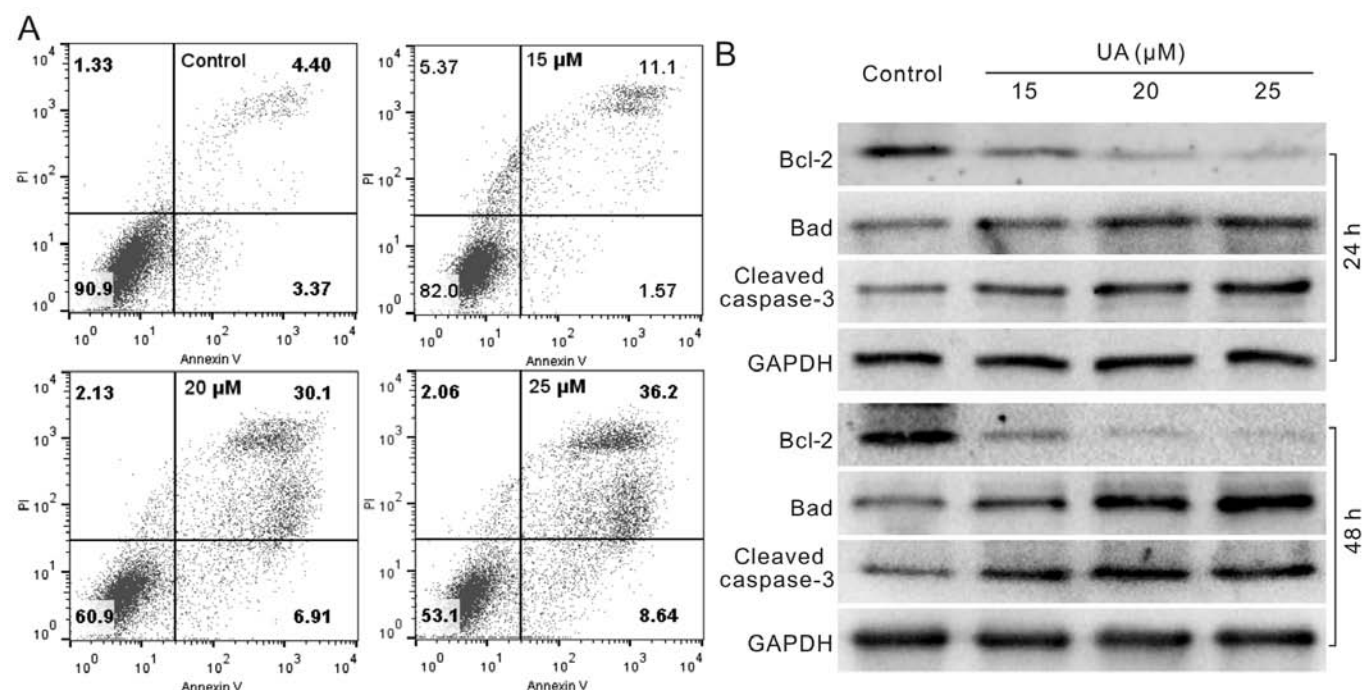 A
1.33 Control 4.40
PI
10^4
10^3
10^2
10^1
10^0
90.9 3.37
10^0 10^1 10^2 10^3 10^4
Annexin V
5.37 15 µM 11.1
PI
10^4
10^3
10^2
10^1
10^0
82.0 1.57
10^0 10^1 10^2 10^3 10^4
Annexin V
2.13 20 µM 30.1
PI
10^4
10^3
10^2
10^1
10^0
60.9 6.91
10^0 10^1 10^2 10^3 10^4
Annexin V
2.06 25 µM 36.2
PI
10^4
10^3
10^2
10^1
10^0
53.1 8.64
10^0 10^1 10^2 10^3 10^4
Annexin V
B
UA (µM)
Control 15 20 25
Bcl-2
Bad
Cleaved
caspase-3
GAPDH
24 h
Bcl-2
Bad
Cleaved
caspase-3
GAPDH
48 h